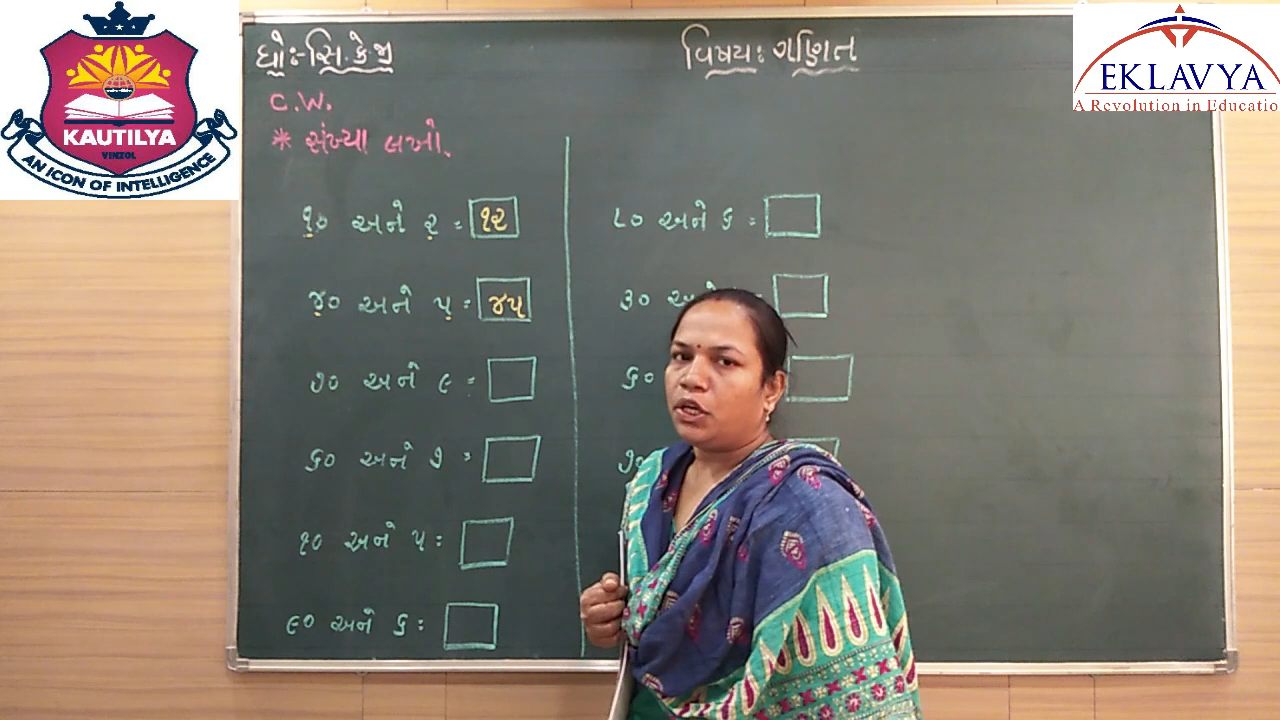 KAUTILYA
VINZOL
AN ICON OF INTELLIGENCE
EKLAVYA
A Revolution in Educatio
ધોઃ-સિ.કે.જી
વિષયઃ ગણિત
C.W.
* સંખ્યા લખો.
૧૦ અને ૨ = ૧૨
૪૦ અને ૫ = ૪૫
૭૦ અને ૯ =
૬૦ અને ૭ =
૧૦ અને ૫ =
૯૦ અને ૬ =
૮૦ અને ૬ =
૩૦
૬૦
૭૦